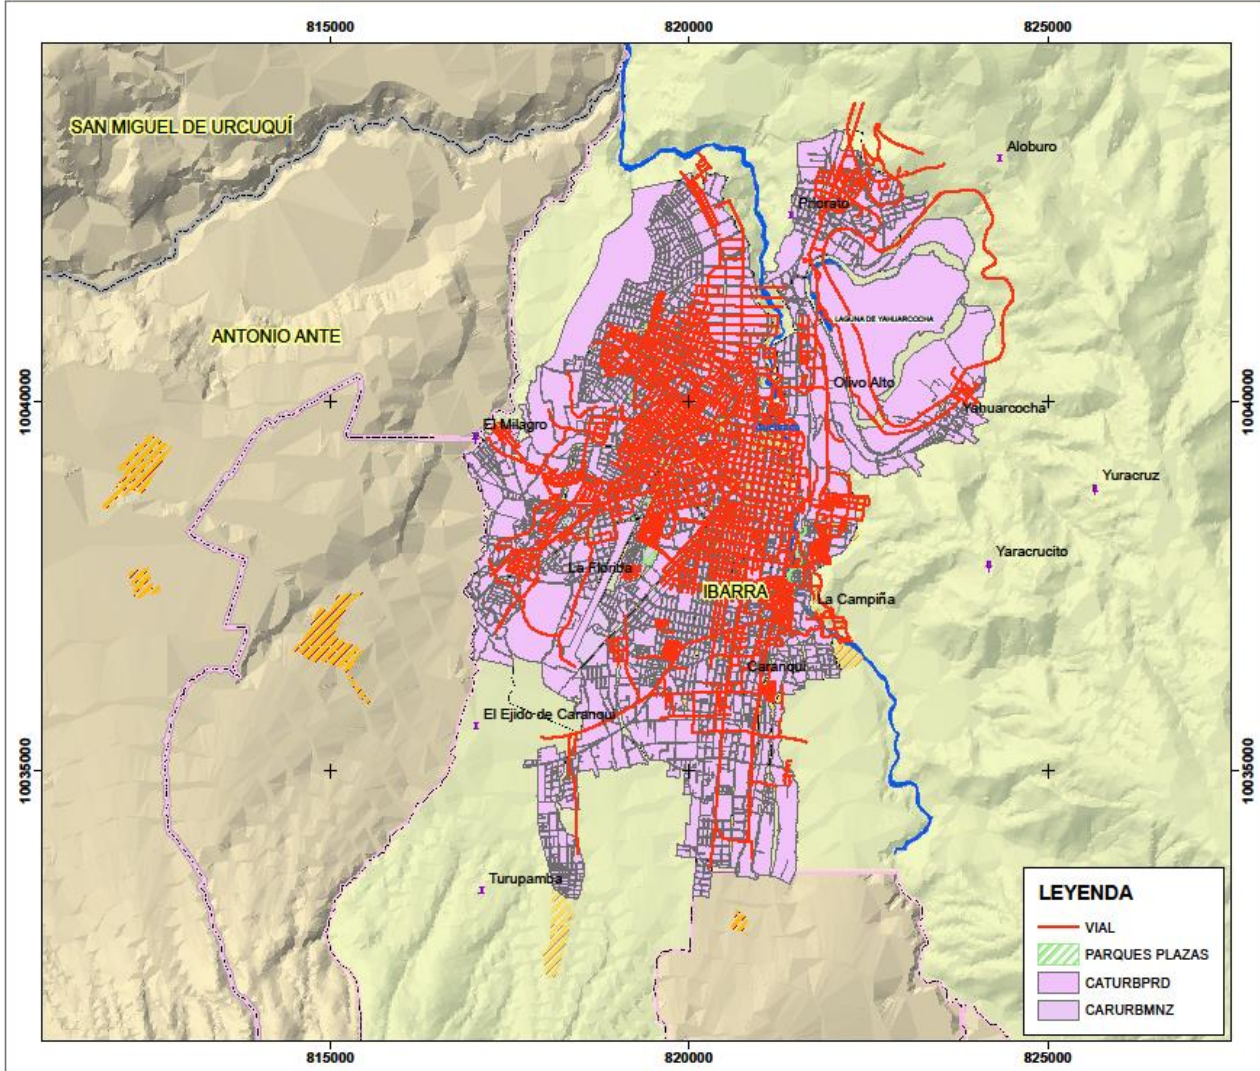 815000
820000
825000
SAN MIGUEL DE URCUQUÍ
Aloburo
Priorato
LAGUNA DE YAHUARCOCHA
ANTONIO ANTE
Olivo Alto
10040000
10040000
Yahuarcocha
El Milagro
Yuracruz
Yaracrucito
La Florida
IBARRA
La Campiña
Caranqui
El Ejido de Caranqui
10035000
10035000
Turupamba
LEYENDA
VIAL
PARQUES PLAZAS
CATURBPRD
CARURBMNZ
815000
820000
825000